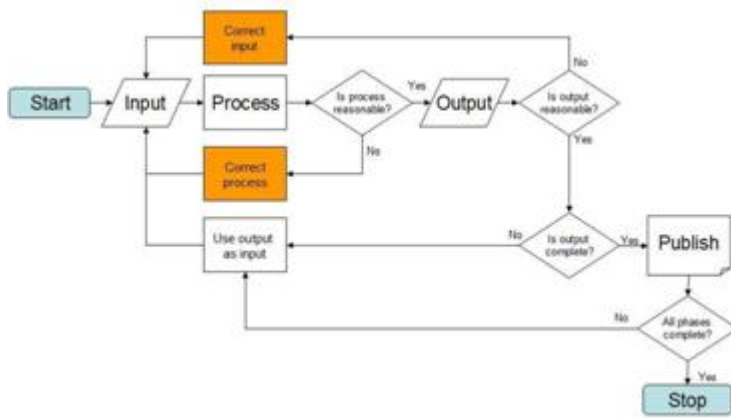 Correct
input
No
Start
Input
Process
Is process
reasonable?
Yes
Output
Is output
reasonable?
No
Yes
Correct
process
Use output
as input
No
Is output
complete?
Yes
Publish
No
All phases
complete?
Yes
Stop